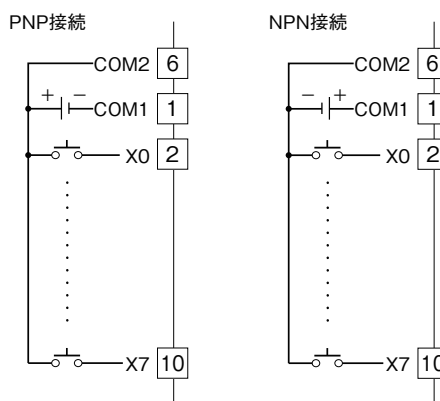 PNP接続
COM2 6
+ −
COM1 1
X0 2
X7 10
NPN接続
COM2 6
− +
COM1 1
X0 2
X7 10